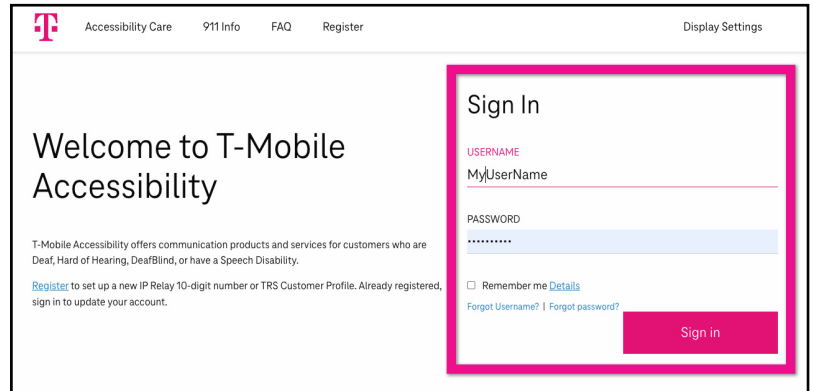 T
Accessibility Care 911 Info FAQ Register Display Settings
Welcome to T-Mobile
Accessibility
T-Mobile Accessibility offers communication products and services for customers who are
Deaf, Hard of Hearing, DeafBlind, or have a Speech Disability.
Register to set up a new IP Relay 10-digit number or TRS Customer Profile. Already registered,
sign in to update your account.
Sign In
USERNAME
MyUserName
PASSWORD
••••••••••
Remember me Details
Forgot Username? | Forgot password?
Sign in